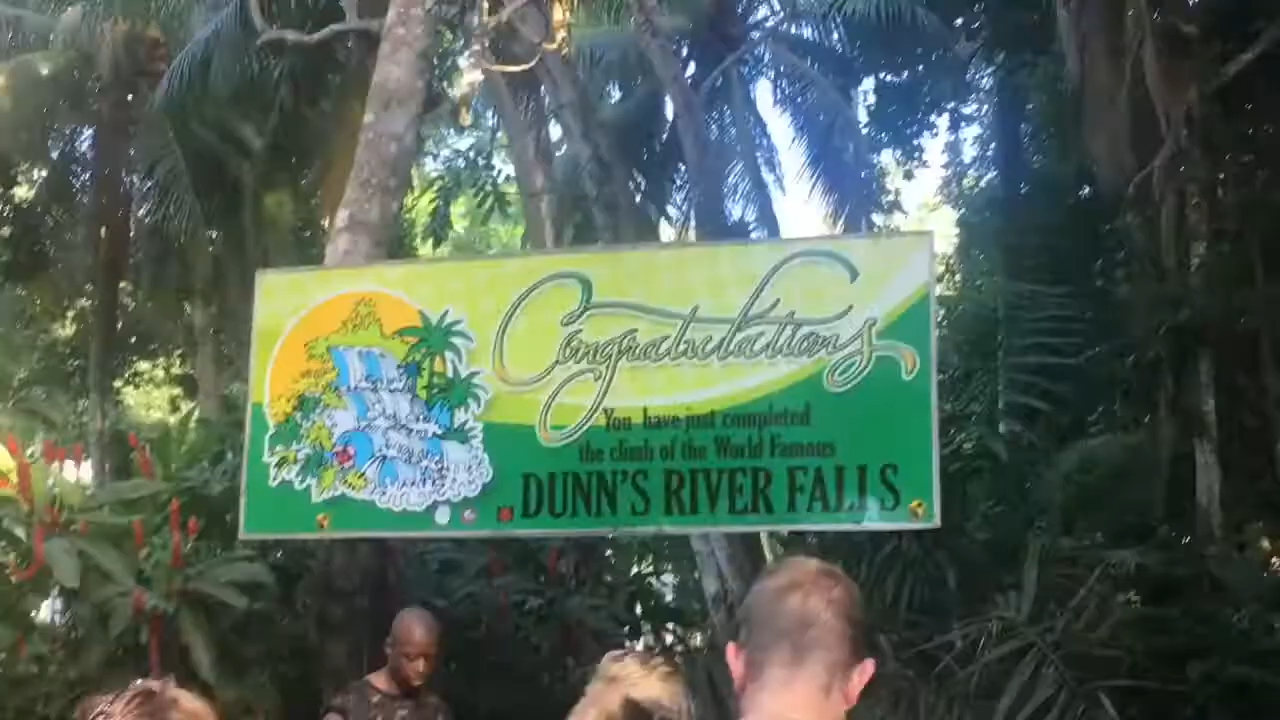 Congratulations
You have just completed
the climb of the World Famous
DUNN'S RIVER FALLS